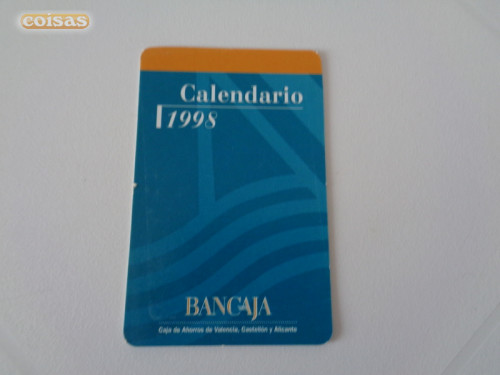 coisas
Calendario
1998
BANCAJA
Caja de Ahorros de Valencia, Castellón y Alicante